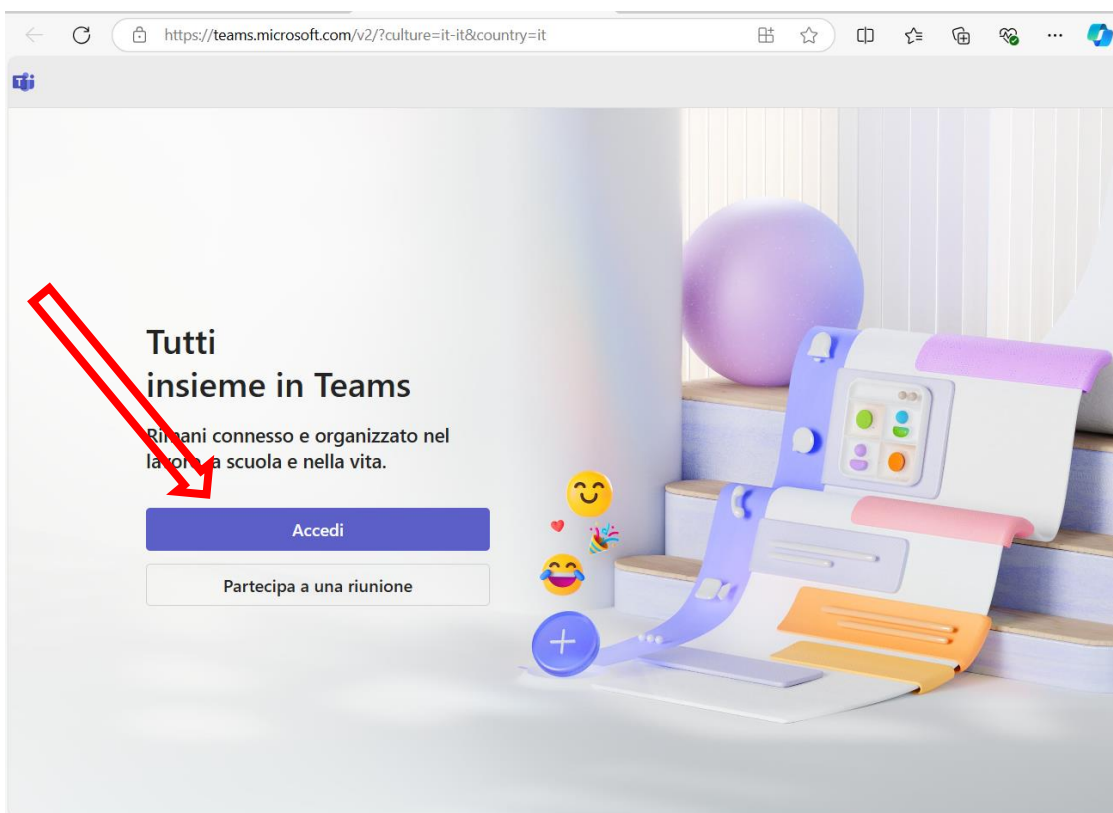 https://teams.microsoft.com/v2/?culture=it-it&country=it
Tutti
insieme in Teams
Rimani connesso e organizzato nel
lavoro, a scuola e nella vita.
Accedi
Partecipa a una riunione